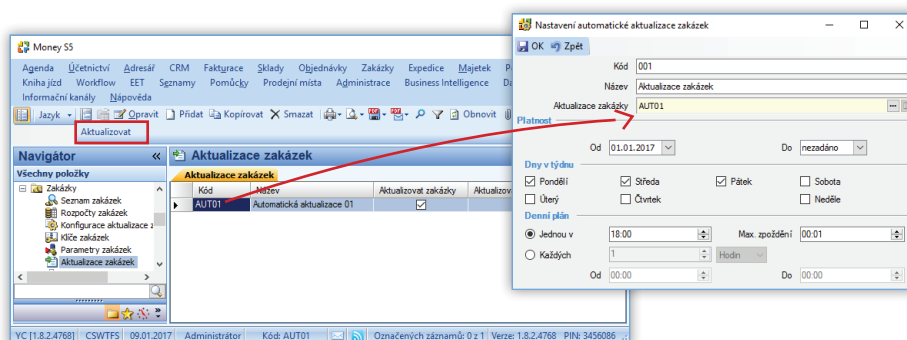 Money S5
Agenda Účetnictví Adresář CRM Fakturace Sklady Objednávky Zakázky Expedice Majetek
Kniha jízd Workflow EET Seznamy Pomůcky Prodejní místa Administrace Business Intelligence
Informační kanály Nápověda
Jazyk Opravit Přidat Kopírovat Smazat Obnovit
Aktualizovat
Navigátor «
Všechny položky
Zakázky
Seznam zakázek
Rozpočty zakázek
Konfigurace aktualizace z
Klíče zakázek
Parametry zakázek
Aktualizace zakázek
Aktualizace zakázek
Aktualizace zakázek
Kód Název Aktualizovat zakázky Aktualizov
AUT01 Automatická aktualizace 01
YC [1.8.2.4768] CSWTFS 09.01.2017 Administrátor Kód: AUT01 Označených záznamů: 0 z 1 Verze: 1.8.2.4768 PIN: 3456086
Nastavení automatické aktualizace zakázek
OK Zpět
Kód 001
Název Aktualizace zakázek
Aktualizace zakázky AUT01
Platnost
Od 01.01.2017 Do nezadáno
Dny v týdnu
Pondělí Středa Pátek Sobota
Úterý Čtvrtek Neděle
Denní plán
Jednou v 18:00 Max. zpoždění 00:01
Každých 1 Hodin
Od 00:00 Do 00:00